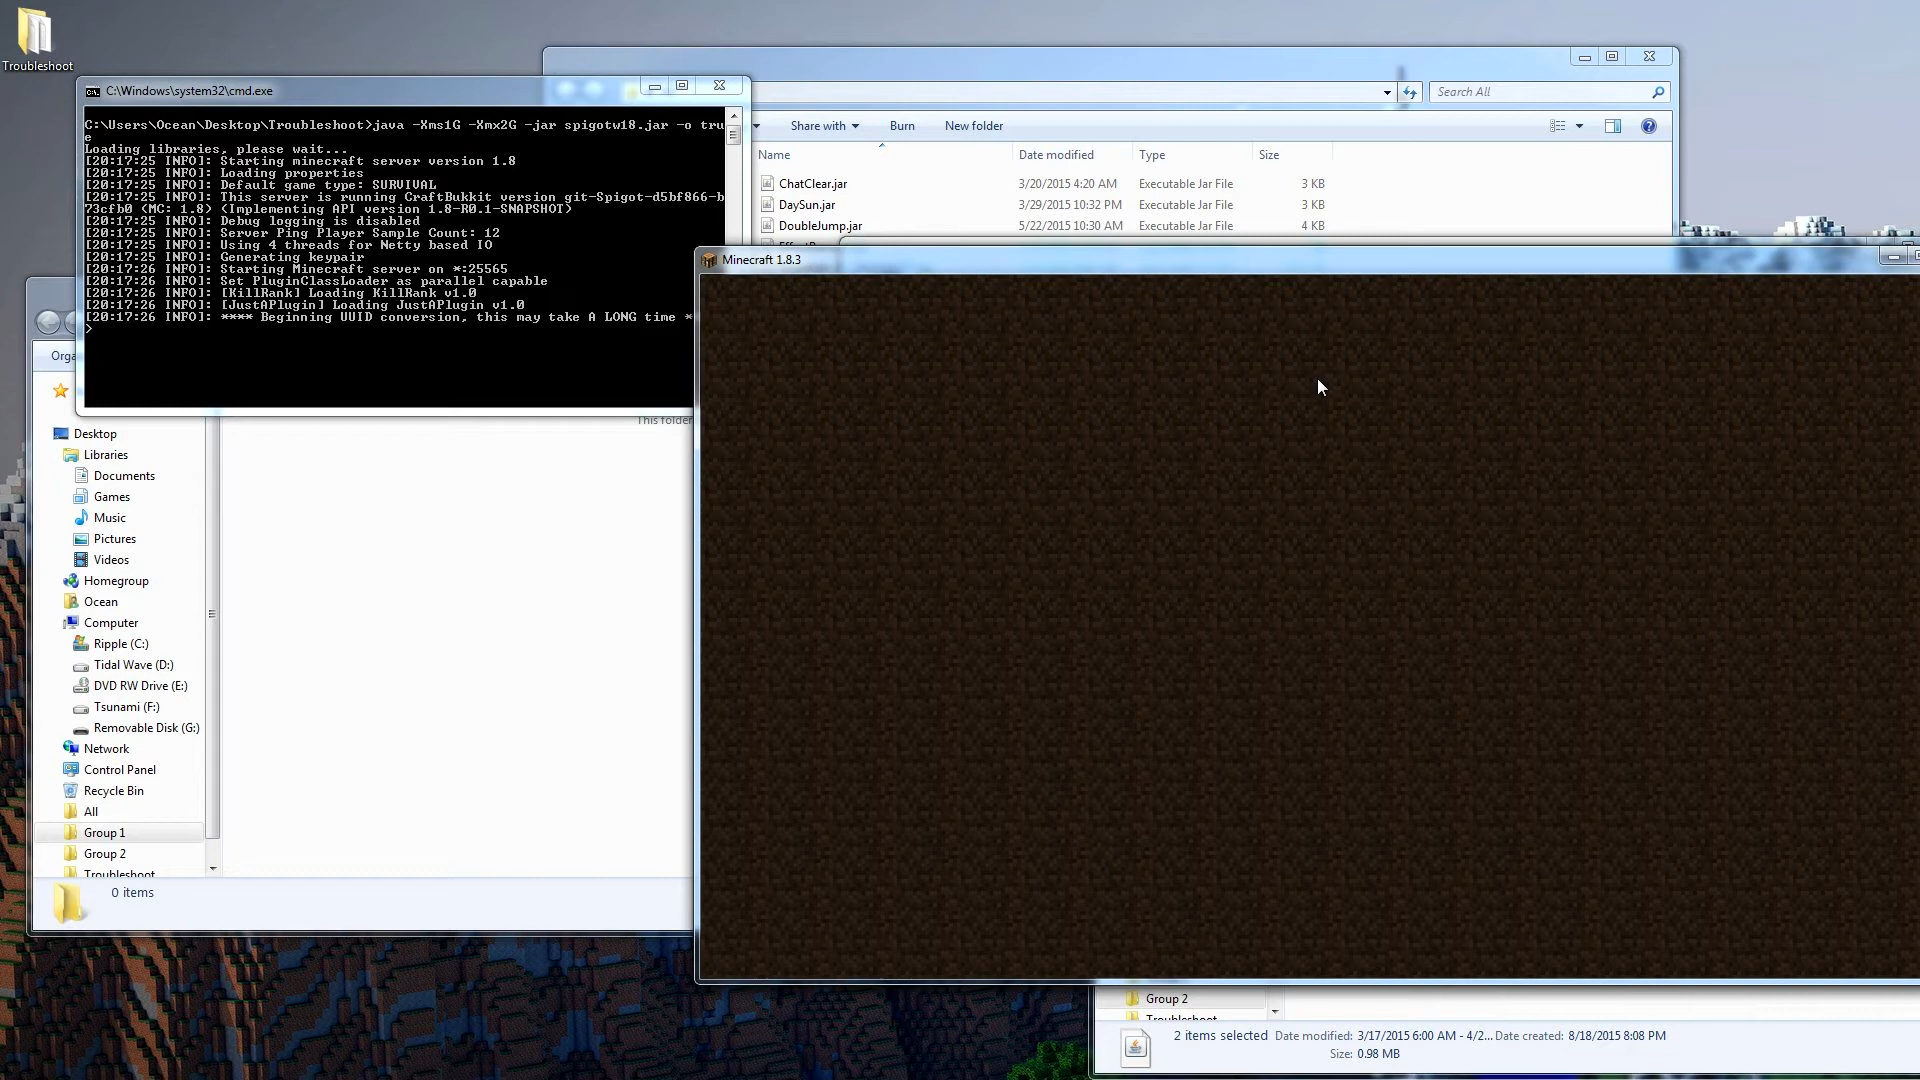 Troubleshoot
C:\Windows\system32\cmd.exe
C:\Users\Ocean\Desktop\Troubleshoot>java -Xms1G -Xmx2G -jar spigotw18.jar -o tru
e
Loading libraries, please wait...
[20:17:25 INFO]: Starting minecraft server version 1.8
[20:17:25 INFO]: Loading properties
[20:17:25 INFO]: Default game type: SURVIVAL
[20:17:25 INFO]: This server is running CraftBukkit version git-Spigot-d5bf866-b
73cfb0 (MC: 1.8) (Implementing API version 1.8-R0.1-SNAPSHOT)
[20:17:25 INFO]: Debug logging is disabled
[20:17:25 INFO]: Server Ping Player Sample Count: 12
[20:17:25 INFO]: Using 4 threads for Netty based IO
[20:17:25 INFO]: Generating keypair
[20:17:26 INFO]: Starting Minecraft server on *:25565
[20:17:26 INFO]: Set PluginClassLoader as parallel capable
[20:17:26 INFO]: [KillRank] Loading KillRank v1.0
[20:17:26 INFO]: [JustAPlugin] Loading JustAPlugin v1.0
[20:17:26 INFO]: **** Beginning UUID conversion, this may take A LONG time *
>
Search All
Share with Burn New folder
Name Date modified Type Size
ChatClear.jar 3/20/2015 4:20 AM Executable Jar File 3 KB
DaySun.jar 3/29/2015 10:32 PM Executable Jar File 3 KB
DoubleJump.jar 5/22/2015 10:30 AM Executable Jar File 4 KB
Minecraft 1.8.3
Orga
This folder
Desktop
Libraries
Documents
Games
Music
Pictures
Videos
Homegroup
Ocean
Computer
Ripple (C:)
Tidal Wave (D:)
DVD RW Drive (E:)
Tsunami (F:)
Removable Disk (G:)
Network
Control Panel
Recycle Bin
All
Group 1
Group 2
Troubleshoot
0 items
Group 2
Troubleshoot
2 items selected Date modified: 3/17/2015 6:00 AM - 4/2... Date created: 8/18/2015 8:08 PM
Size: 0.98 MB